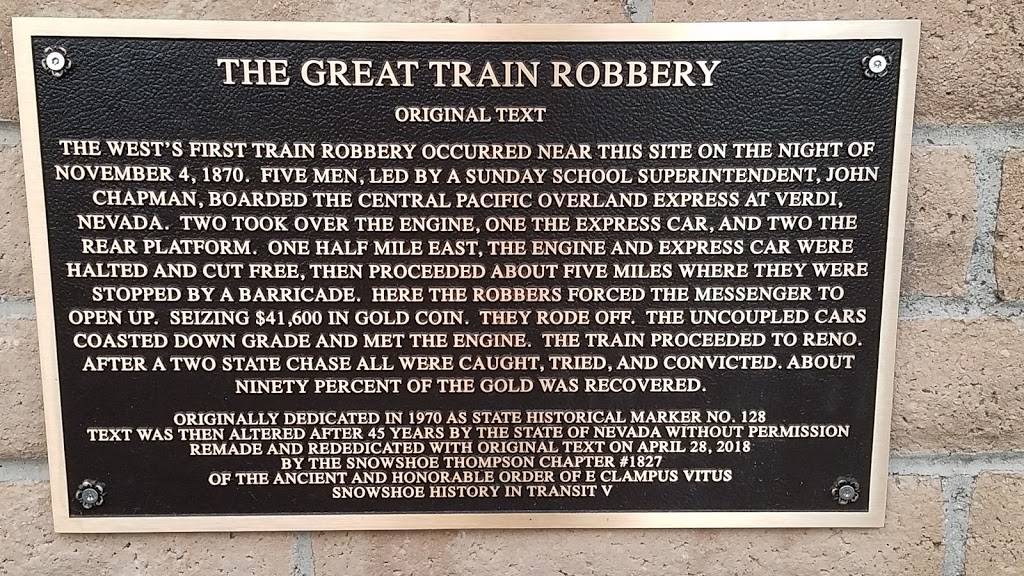 THE GREAT TRAIN ROBBERY
ORIGINAL TEXT
THE WEST'S FIRST TRAIN ROBBERY OCCURRED NEAR THIS SITE ON THE NIGHT OF
NOVEMBER 4, 1870. FIVE MEN, LED BY A SUNDAY SCHOOL SUPERINTENDENT, JOHN
CHAPMAN, BOARDED THE CENTRAL PACIFIC OVERLAND EXPRESS AT VERDI,
NEVADA. TWO TOOK OVER THE ENGINE, ONE THE EXPRESS CAR, AND TWO THE
REAR PLATFORM. ONE HALF MILE EAST, THE ENGINE AND EXPRESS CAR WERE
HALTED AND CUT FREE, THEN PROCEEDED ABOUT FIVE MILES WHERE THEY WERE
STOPPED BY A BARRICADE. HERE THE ROBBERS FORCED THE MESSENGER TO
OPEN UP. SEIZING $41,600 IN GOLD COIN. THEY RODE OFF. THE UNCOUPLED CARS
COASTED DOWN GRADE AND MET THE ENGINE. THE TRAIN PROCEEDED TO RENO.
AFTER A TWO STATE CHASE ALL WERE CAUGHT, TRIED, AND CONVICTED. ABOUT
NINETY PERCENT OF THE GOLD WAS RECOVERED.
ORIGINALLY DEDICATED IN 1970 AS STATE HISTORICAL MARKER NO. 128
TEXT WAS THEN ALTERED AFTER 45 YEARS BY THE STATE OF NEVADA WITHOUT PERMISSION
REMADE AND REDEDICATED WITH ORIGINAL TEXT ON APRIL 28, 2018
BY THE SNOWSHOE THOMPSON CHAPTER #1827
OF THE ANCIENT AND HONORABLE ORDER OF E CLAMPUS VITUS
SNOWSHOE HISTORY IN TRANSIT V